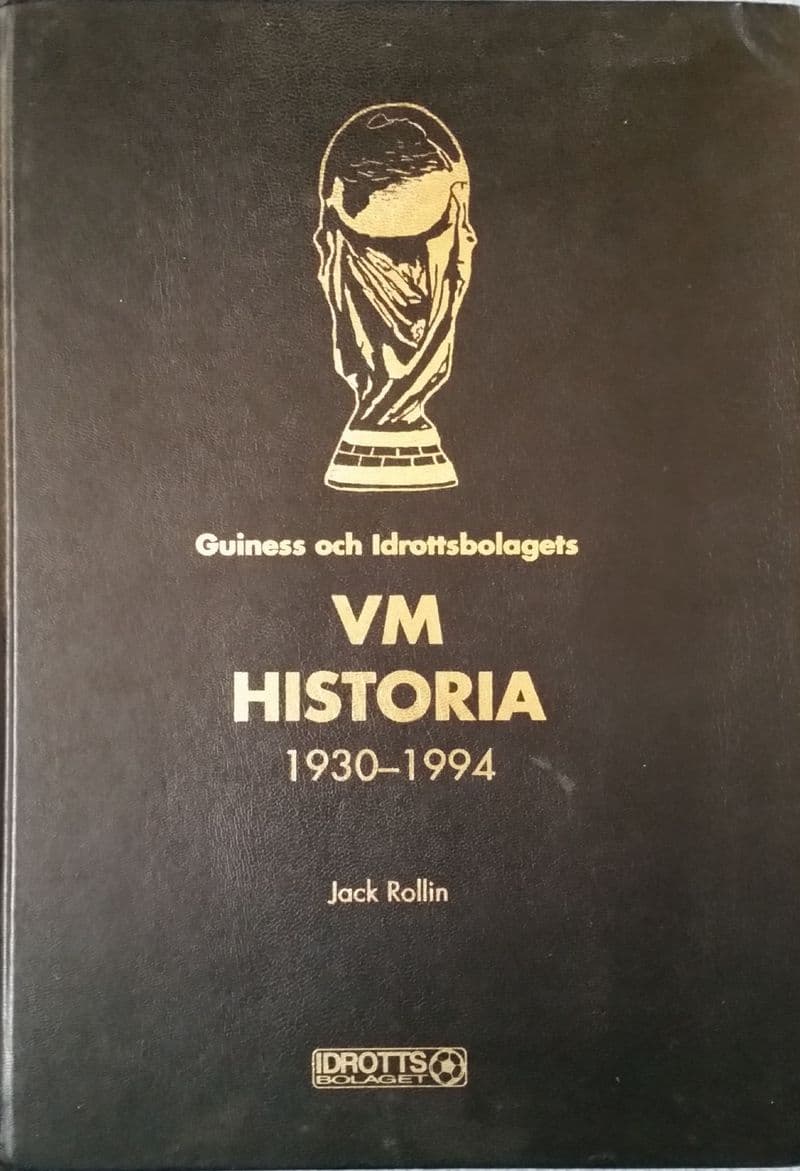 Guiness och Idrottsbolagets
VM
HISTORIA
1930–1994
Jack Rollin
IDROTTS
BOLAGET